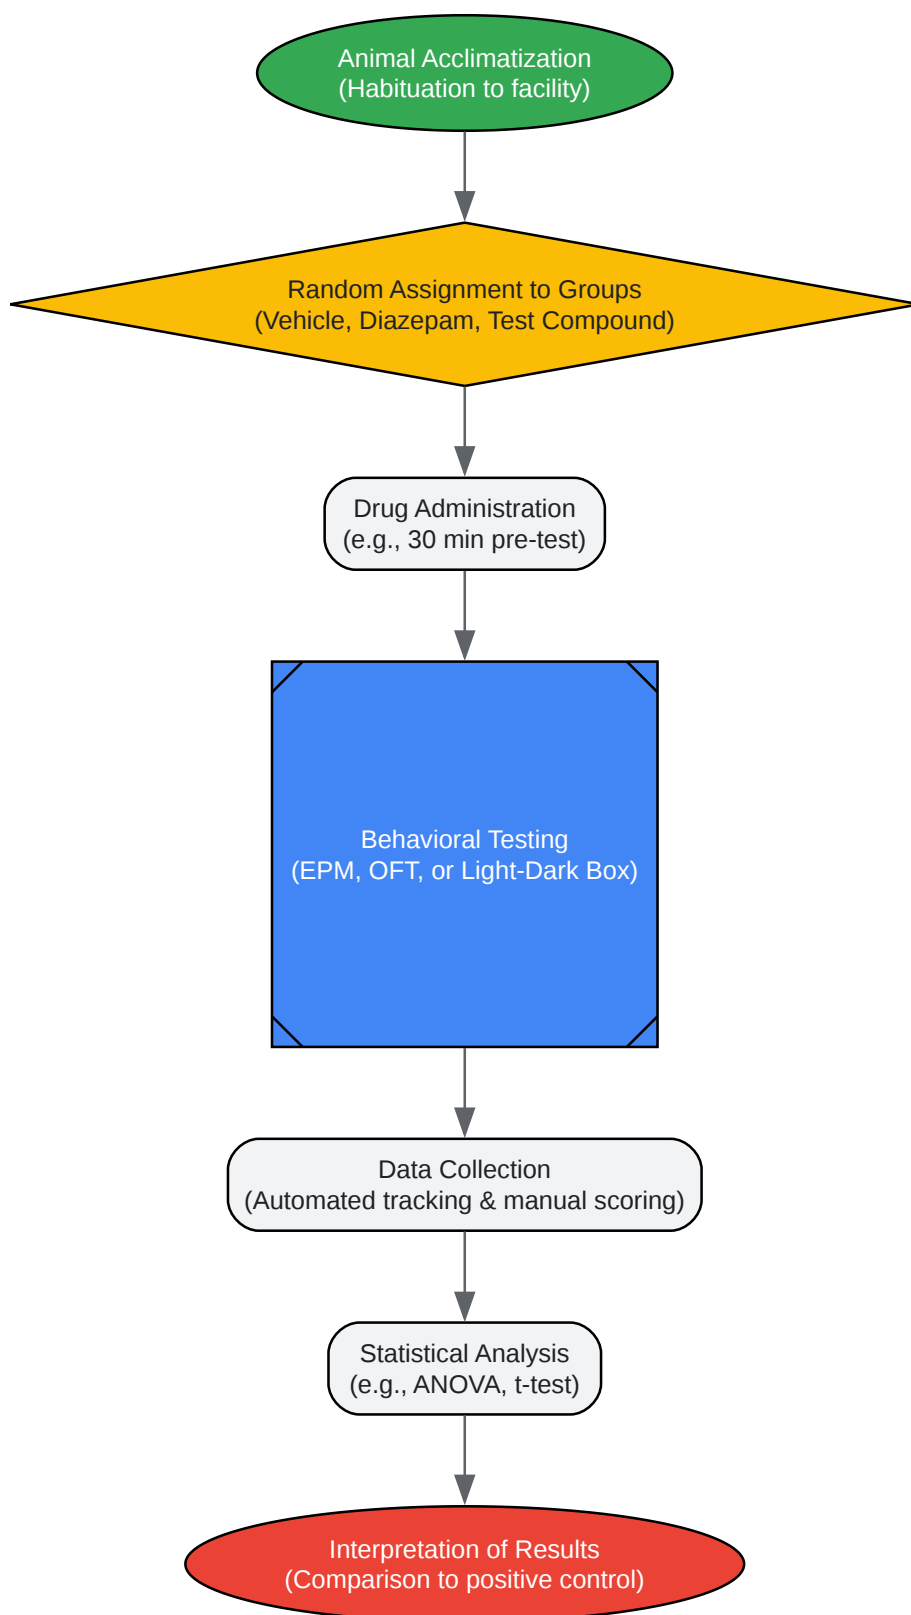 Animal Acclimatization
(Habituation to facility)
Random Assignment to Groups
(Vehicle, Diazepam, Test Compound)
Drug Administration
(e.g., 30 min pre-test)
Behavioral Testing
(EPM, OFT, or Light-Dark Box)
Data Collection
(Automated tracking & manual scoring)
Statistical Analysis
(e.g., ANOVA, t-test)
Interpretation of Results
(Comparison to positive control)